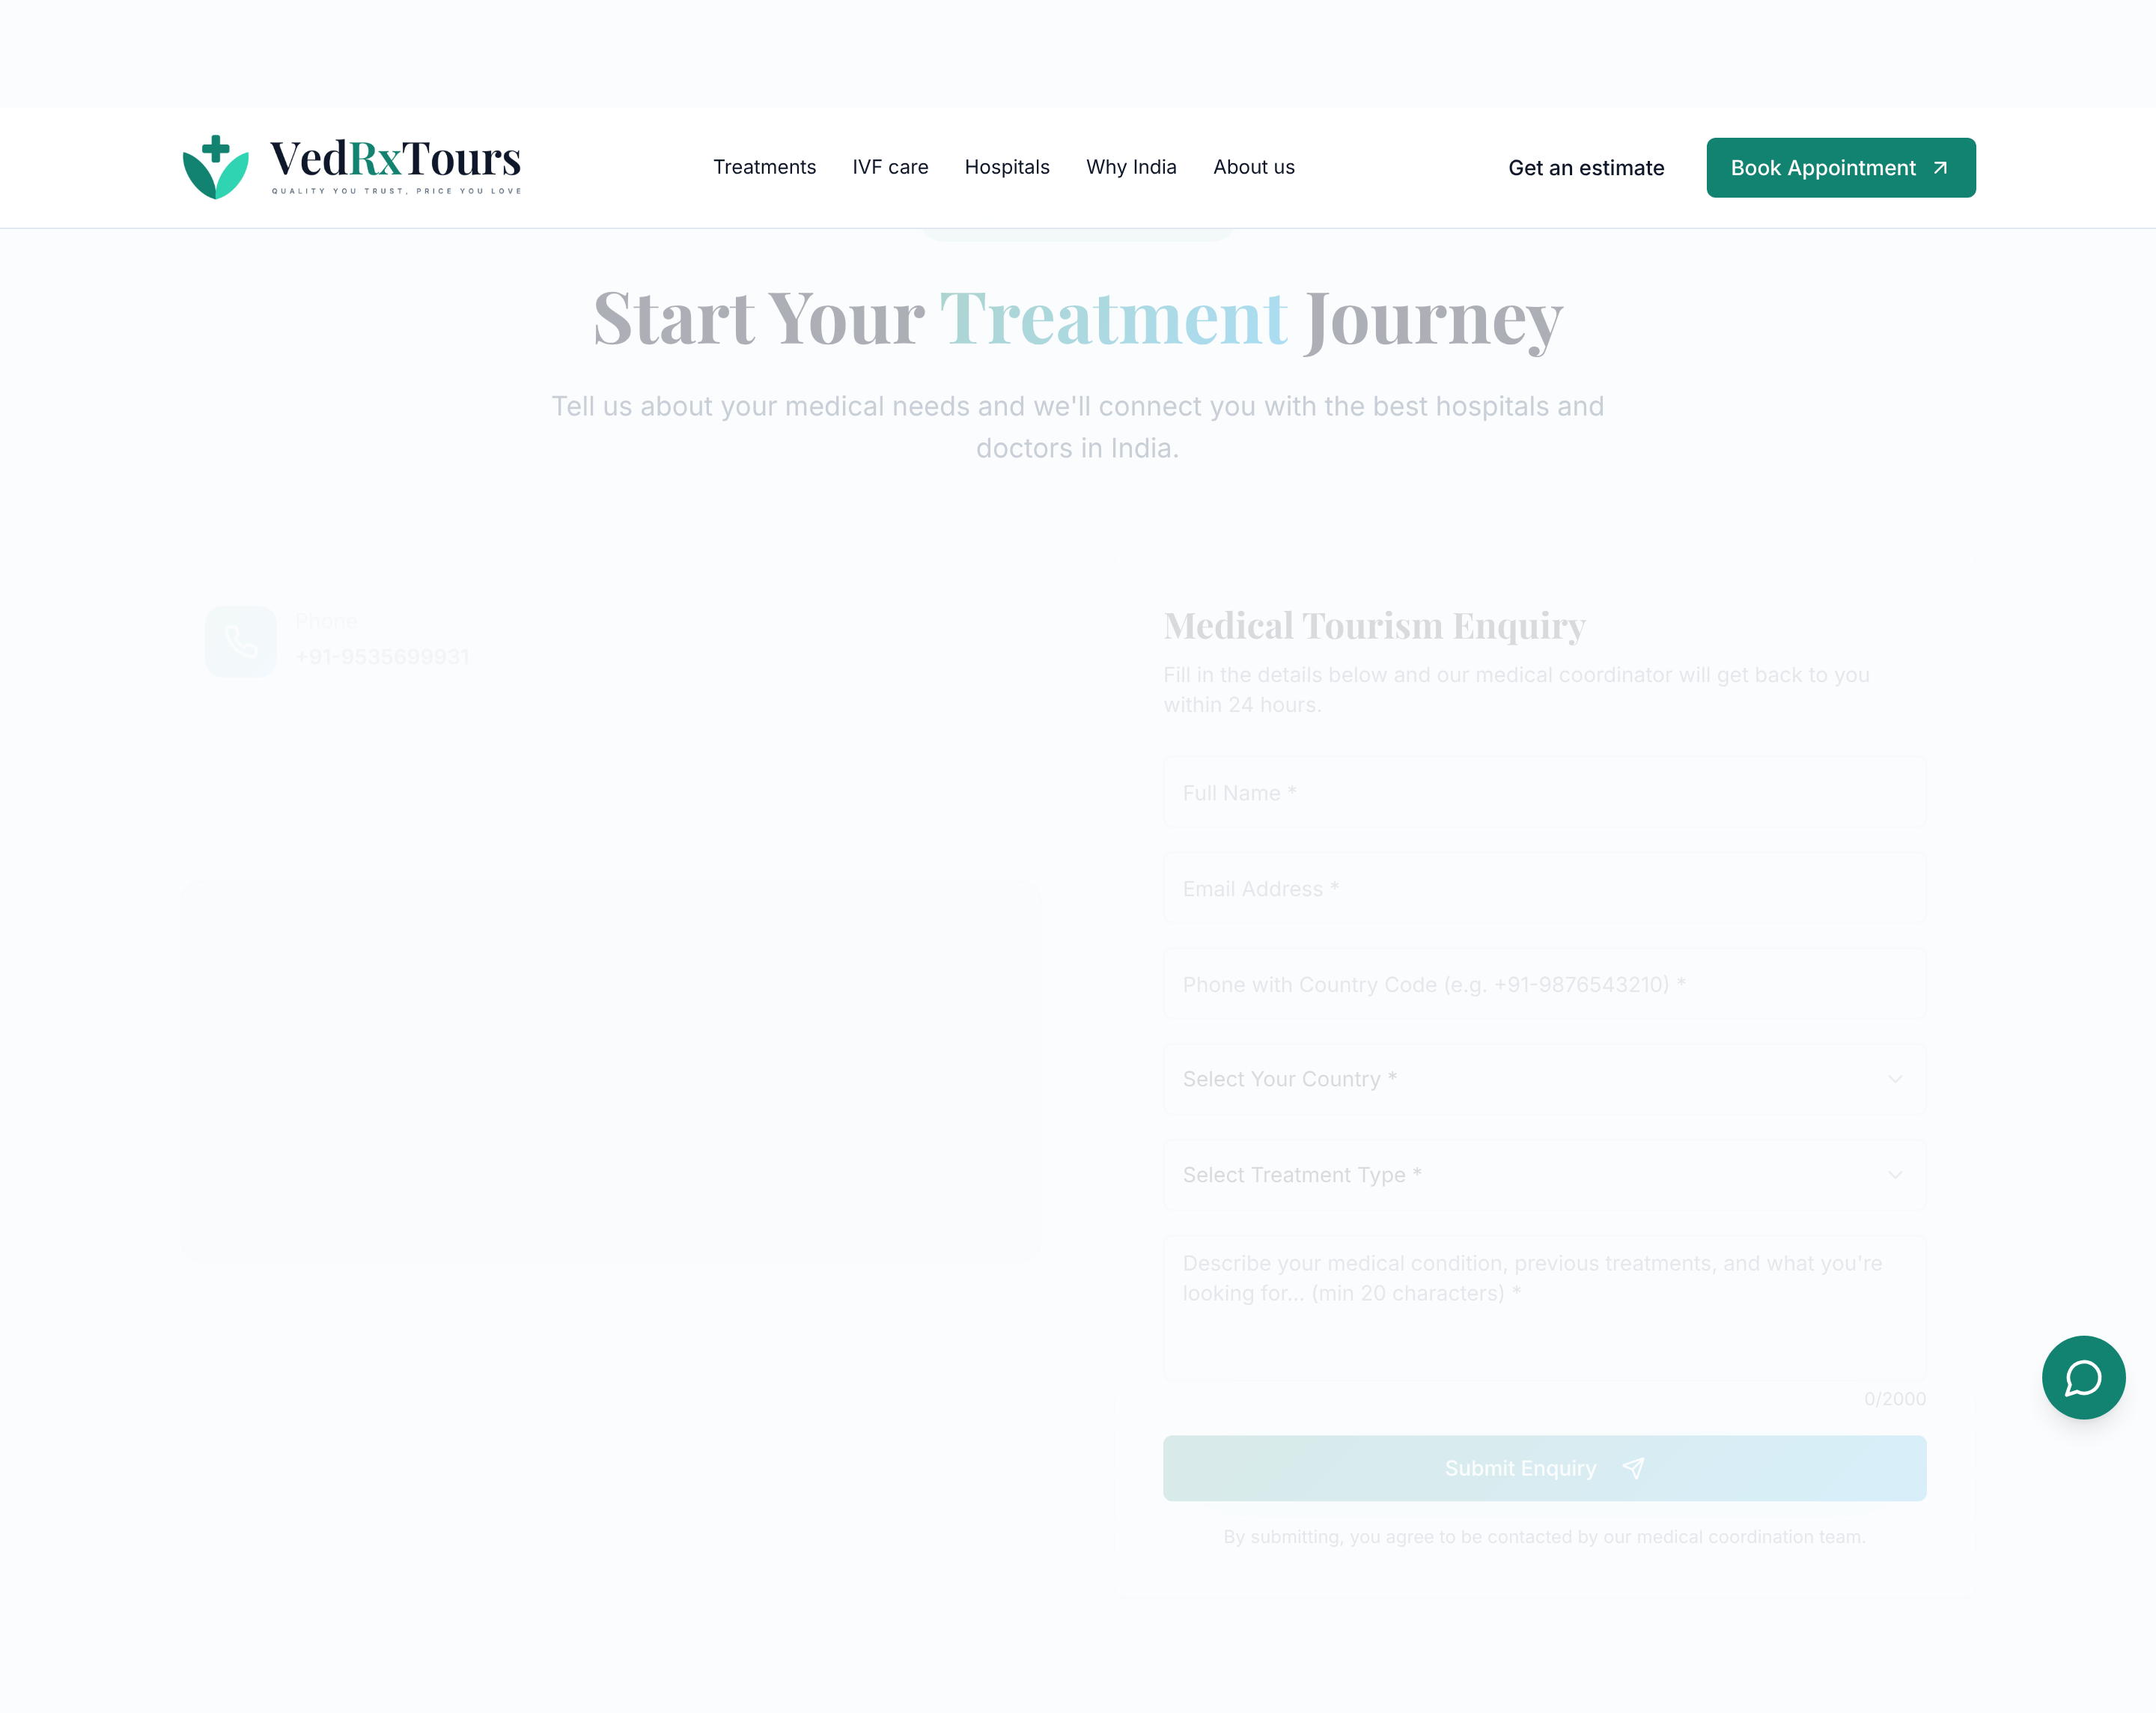 VedRxTours
QUALITY YOU TRUST, PRICE YOU LOVE
Treatments
IVF care
Hospitals
Why India
About us
Get an estimate
Book Appointment
Start Your Treatment Journey
Tell us about your medical needs and we'll connect you with the best hospitals and
doctors in India.
Phone
+91-9535699931
Medical Tourism Enquiry
Fill in the details below and our medical coordinator will get back to you
within 24 hours.
Full Name *
Email Address *
Phone with Country Code (e.g. +91-9876543210) *
Select Your Country *
Select Treatment Type *
Describe your medical condition, previous treatments, and what you're
looking for... (min 20 characters) *
0/2000
Submit Enquiry
By submitting, you agree to be contacted by our medical coordination team.